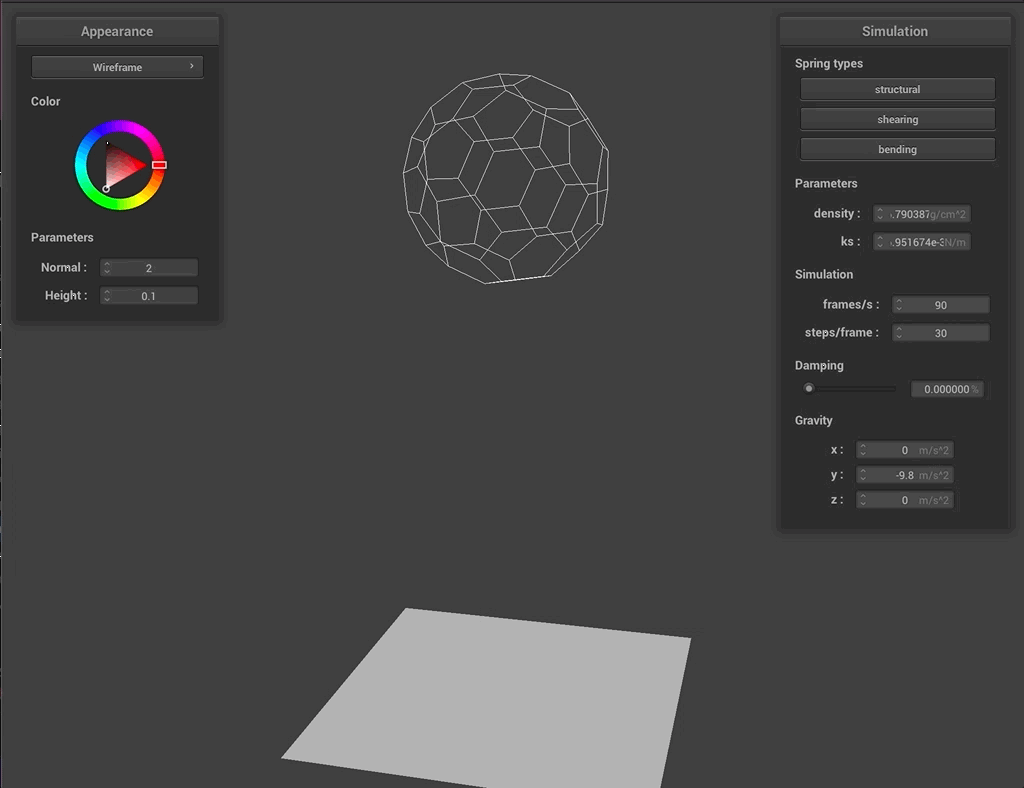 Appearance
Wireframe
Color
Parameters
Normal :
2
Height :
0.1
Simulation
Spring types
structural
shearing
bending
Parameters
density :
.790387g/cm^2
ks :
.951674e-3N/m
Simulation
frames/s :
90
steps/frame :
30
Damping
0.000000 %
Gravity
x :
0 m/s^2
y :
-9.8 m/s^2
z :
0 m/s^2